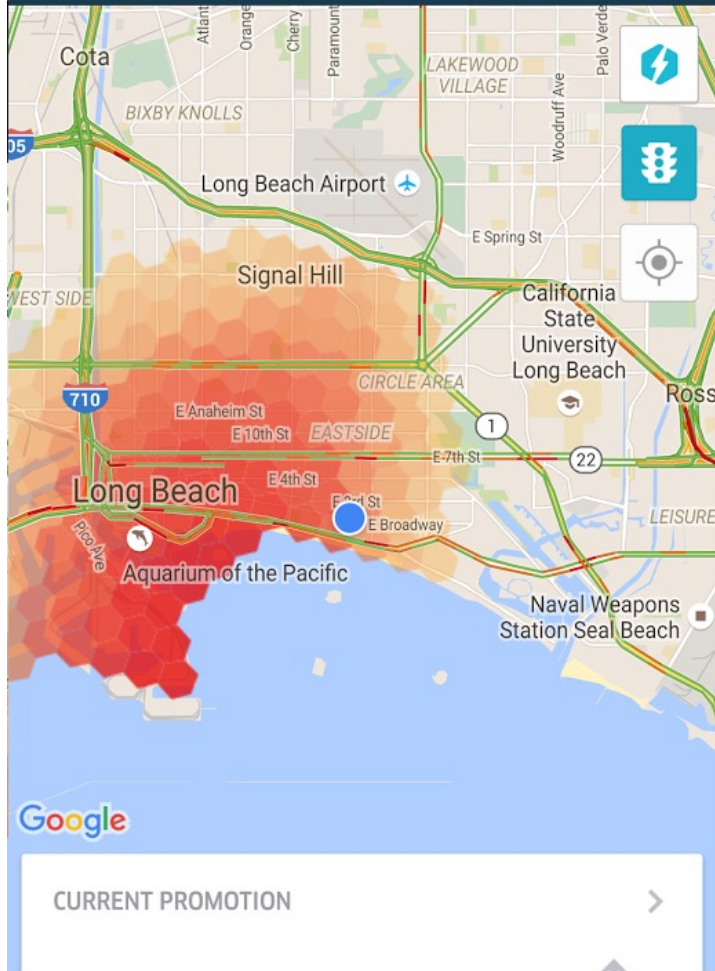 Cota
Atlant
Orange
Cherry
Paramount
LAKEWOOD
VILLAGE
Woodruff Ave
Palo Verde
BIXBY KNOLLS
05
Long Beach Airport
E Spring St
Signal Hill
WEST SIDE
California
State
University
Long Beach
CIRCLE AREA
Ross
710
E Anaheim St
1
E 10th St
EASTSIDE
E 7th St
22
E 4th St
Long Beach
E 3rd St
E Broadway
LEISURE
Pico Ave
Aquarium of the Pacific
Naval Weapons
Station Seal Beach
Google
CURRENT PROMOTION